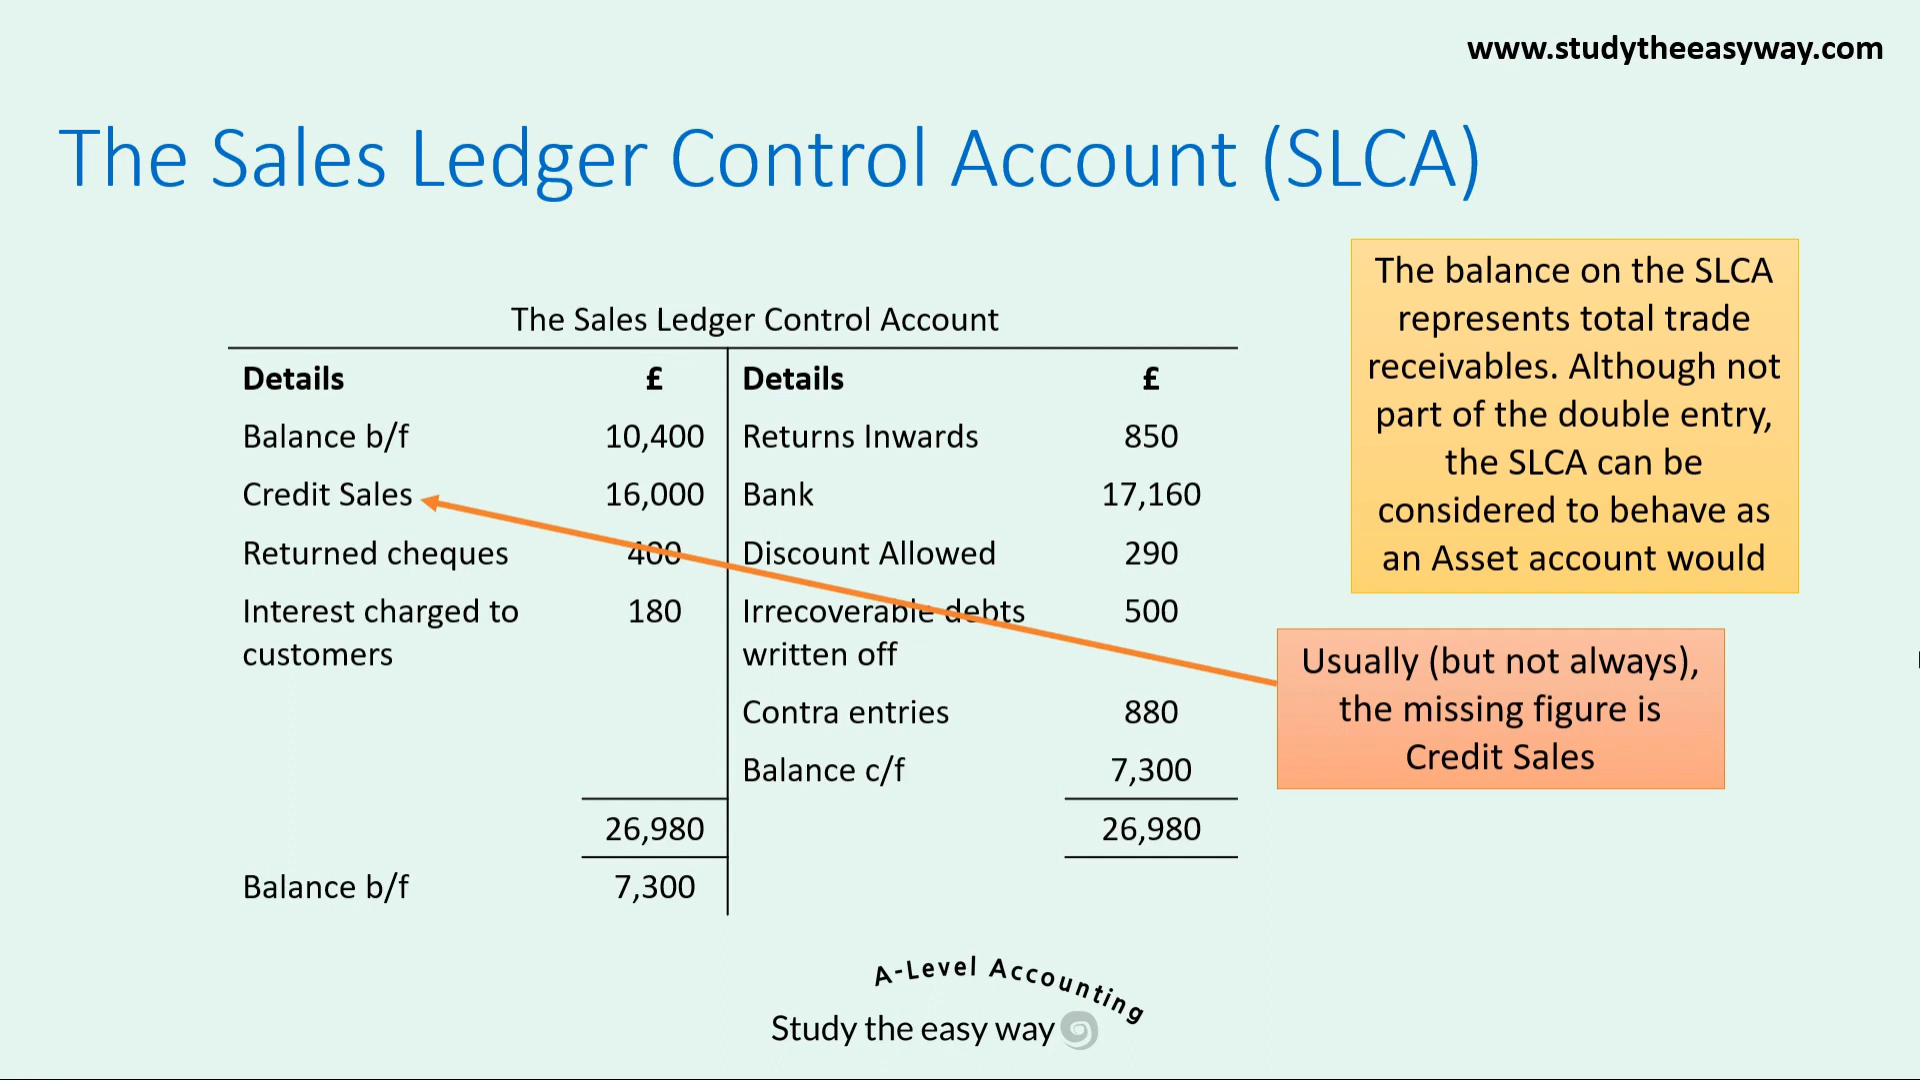 www.studytheeasyway.com
The Sales Ledger Control Account (SLCA)
The Sales Ledger Control Account
Details £ Details £
Balance b/f 10,400 Returns Inwards 850
Credit Sales 16,000 Bank 17,160
Returned cheques 400 Discount Allowed 290
Interest charged to 180 Irrecoverable debts 500
customers written off
Contra entries 880
Balance c/f 7,300
26,980 26,980
Balance b/f 7,300
The balance on the SLCA
represents total trade
receivables. Although not
part of the double entry,
the SLCA can be
considered to behave as
an Asset account would
Usually (but not always),
the missing figure is
Credit Sales
A-Level Accounting
Study the easy way